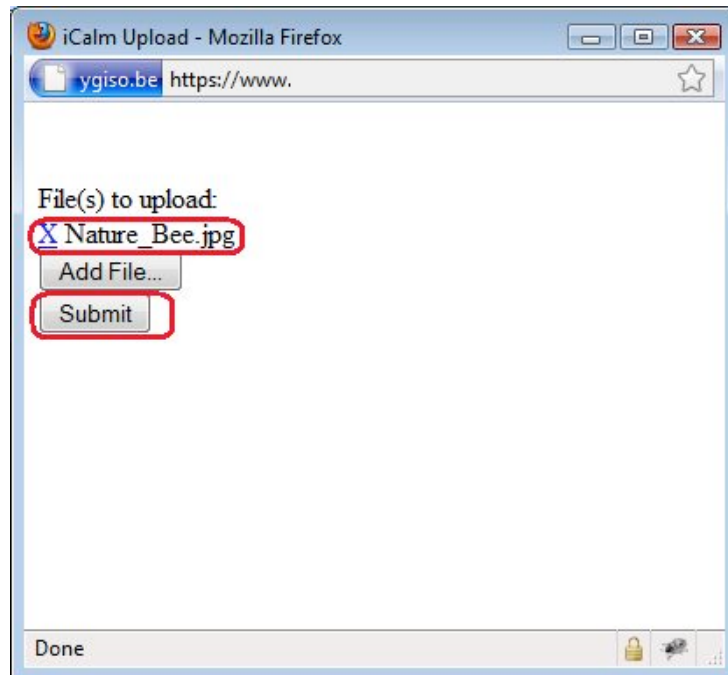 iCalm Upload - Mozilla Firefox
ygiso.be https://www.
File(s) to upload:
X Nature_Bee.jpg
Add File...
Submit
Done